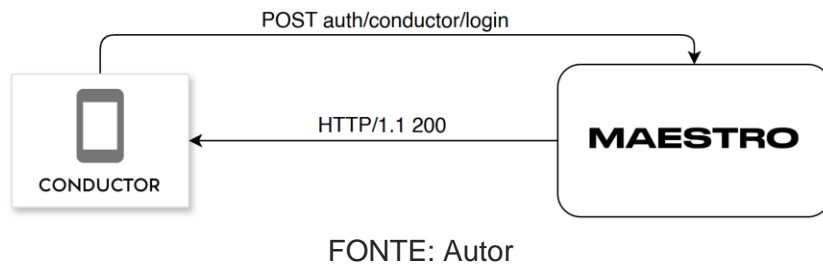 POST auth/conductor/login
HTTP/1.1 200
CONDUCTOR
MAESTRO
FONTE: Autor